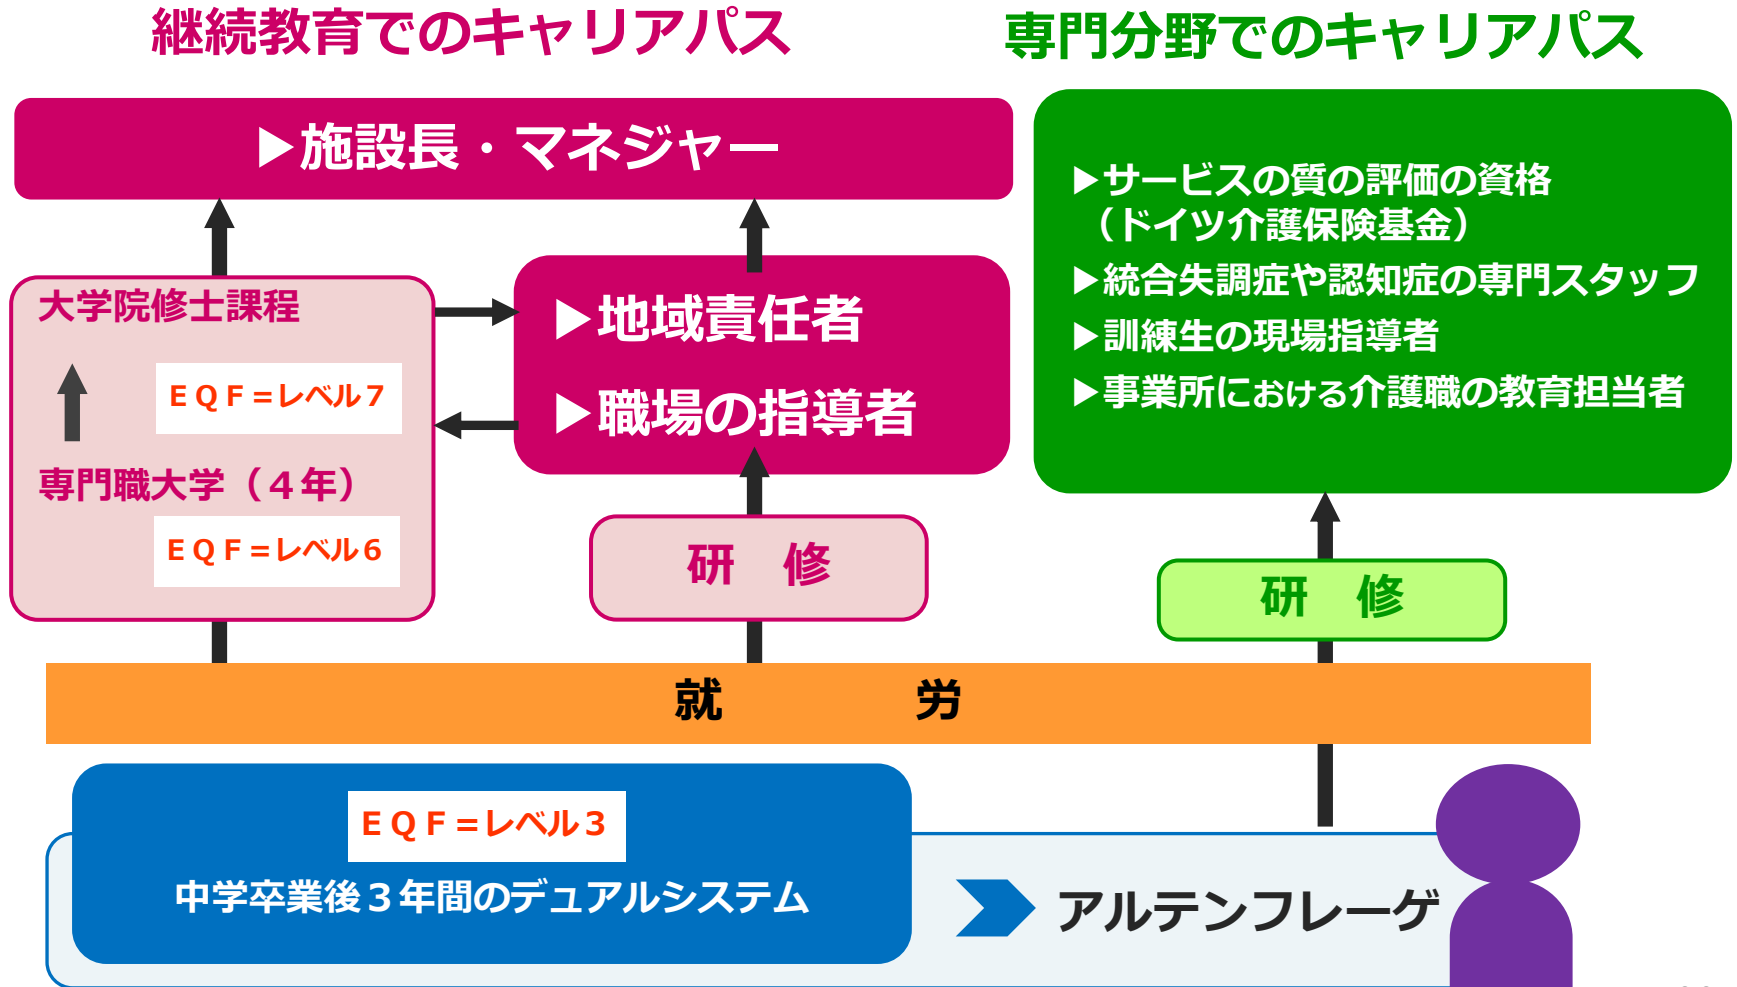 継続教育でのキャリアパス
専門分野でのキャリアパス
▶施設長・マネジャー
大学院修士課程
ＥＱＦ＝レベル７
専門職大学（４年）
ＥＱＦ＝レベル６
▶地域責任者
▶職場の指導者
研　修
▶サービスの質の評価の資格
（ドイツ介護保険基金）
▶統合失調症や認知症の専門スタッフ
▶訓練生の現場指導者
▶事業所における介護職の教育担当者
研　修
就　　　　労
ＥＱＦ＝レベル３
中学卒業後３年間のデュアルシステム
アルテンフレーゲ